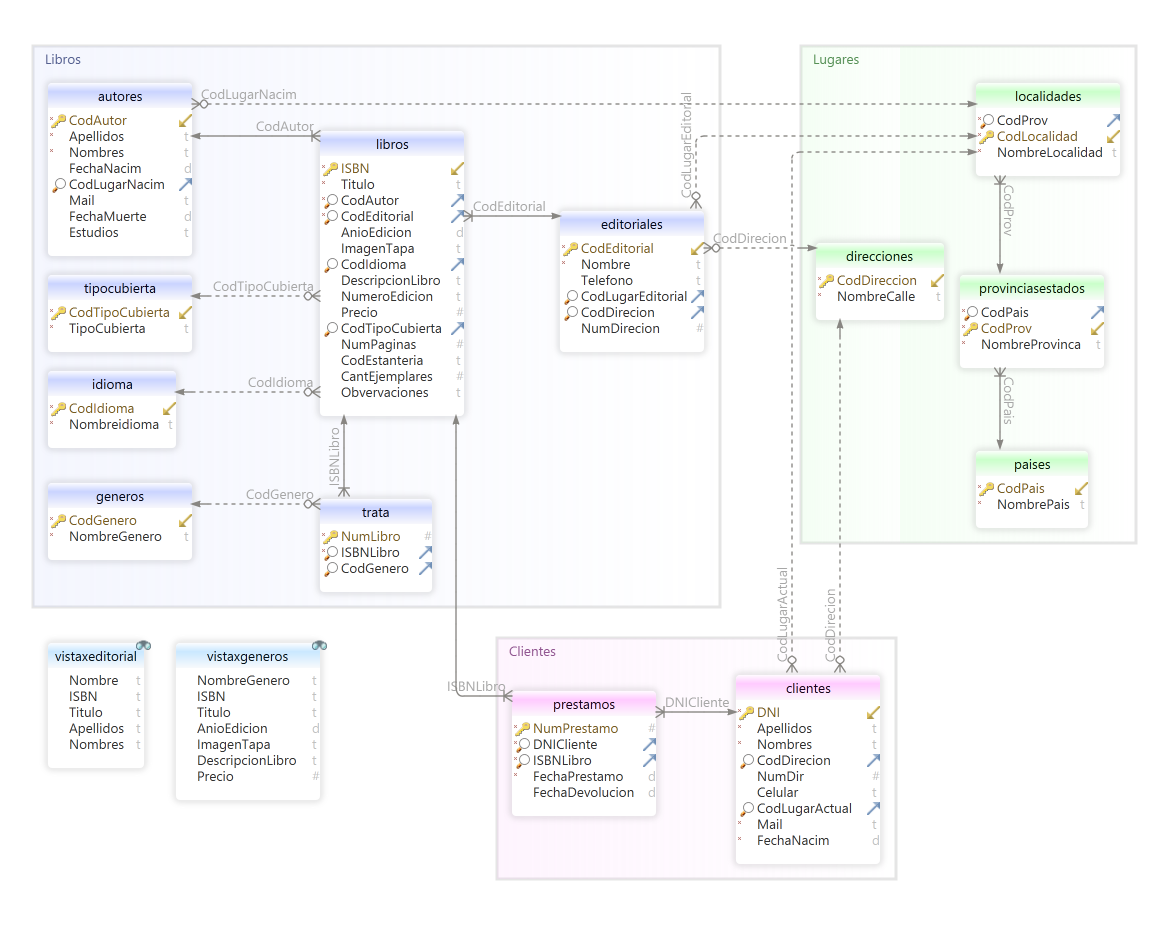 Libros
autores
CodAutor
Apellidos t
Nombres t
FechaNacim d
CodLugarNacim
Mail t
FechaMuerte d
Estudios t
tipocubierta
CodTipoCubierta
TipoCubierta t
idioma
CodIdioma
Nombreidioma t
generos
CodGenero
NombreGenero t
CodLugarNacim
CodAutor
CodTipoCubierta
CodIdioma
CodGenero
libros
ISBN
Titulo t
CodAutor
CodEditorial
AnioEdicion d
ImagenTapa t
CodIdioma
DescripcionLibro t
NumeroEdicion t
Precio #
CodTipoCubierta
NumPaginas #
CodEstanteria t
CantEjemplares #
Obvervaciones t
ISBNLibro
trata
NumLibro #
ISBNLibro
CodGenero
CodEditorial
CodLugarEditorial
editoriales
CodEditorial
Nombre t
Telefono t
CodLugarEditorial
CodDirecion
NumDirecion #
CodDirecion
Lugares
localidades
CodProv
CodLocalidad
NombreLocalidad t
CodProv
direcciones
CodDireccion
NombreCalle t
provinciasestados
CodPais
CodProv
NombreProvinca t
CodPais
paises
CodPais
NombrePais t
CodLugarActual
CodDirecion
vistaxeditorial
Nombre t
ISBN t
Titulo t
Apellidos t
Nombres t
vistaxgeneros
NombreGenero t
ISBN t
Titulo t
AnioEdicion d
ImagenTapa t
DescripcionLibro t
Precio #
Clientes
ISBNLibro
prestamos
NumPrestamo #
DNICliente
ISBNLibro
FechaPrestamo d
FechaDevolucion d
DNICliente
clientes
DNI
Apellidos t
Nombres t
CodDirecion
NumDir #
Celular t
CodLugarActual
Mail t
FechaNacim d